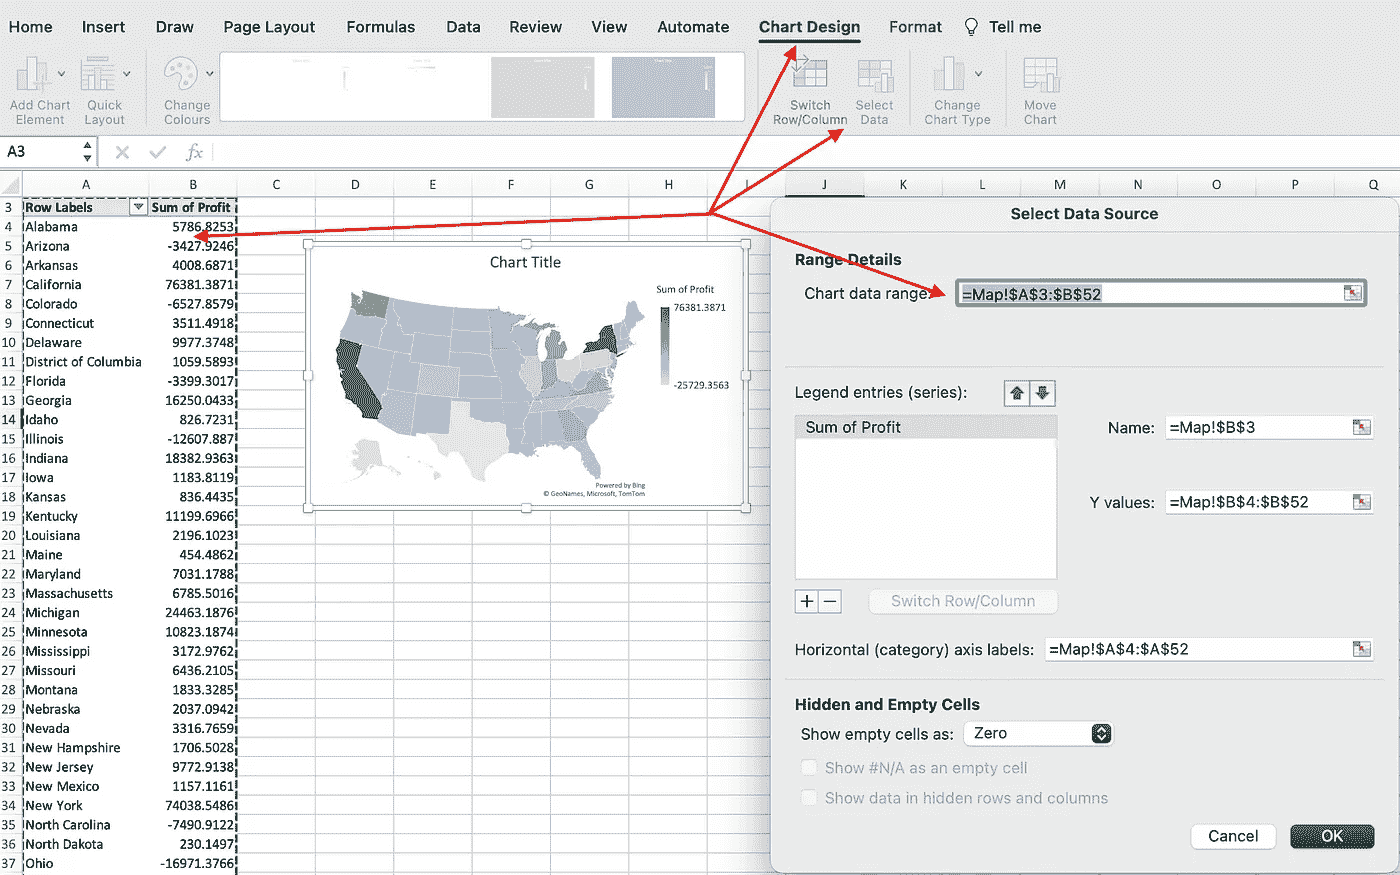 Home Insert Draw Page Layout Formulas Data Review View Automate Chart Design Format Tell me
Add Chart Element
Quick Layout
Change Colours
Switch Row/Column
Select Data
Change Chart Type
Move Chart
A3 fx
A B C D E F G H I J K L M N O P Q
3 Row Labels Sum of Profit
4 Alabama 5786.8253
5 Arizona -3427.9246
6 Arkansas 4008.6871
7 California 76381.3871
8 Colorado -6527.8579
9 Connecticut 3511.4918
10 Delaware 9977.3748
11 District of Columbia 1059.5893
12 Florida -3399.3017
13 Georgia 16250.0433
14 Idaho 826.7231
15 Illinois -12607.887
16 Indiana 18382.9363
17 Iowa 1183.8119
18 Kansas 836.4435
19 Kentucky 11199.6966
20 Louisiana 2196.1023
21 Maine 454.4862
22 Maryland 7031.1788
23 Massachusetts 6785.5016
24 Michigan 24463.1876
25 Minnesota 10823.1874
26 Mississippi 3172.9762
27 Missouri 6436.2105
28 Montana 1833.3285
29 Nebraska 2037.0942
30 Nevada 3316.7659
31 New Hampshire 1706.5028
32 New Jersey 9772.9138
33 New Mexico 1157.1161
34 New York 74038.5486
35 North Carolina -7490.9122
36 North Dakota 230.1497
37 Ohio -16971.3766
Chart Title
Sum of Profit
76381.3871
-25729.3563
Powered by Bing
© GeoNames, Microsoft, TomTom
Select Data Source
Range Details
Chart data range: =Map!$A$3:$B$52
Legend entries (series):
Sum of Profit
Name: =Map!$B$3
Y values: =Map!$B$4:$B$52
+ − Switch Row/Column
Horizontal (category) axis labels: =Map!$A$4:$A$52
Hidden and Empty Cells
Show empty cells as: Zero
Show #N/A as an empty cell
Show data in hidden rows and columns
Cancel OK